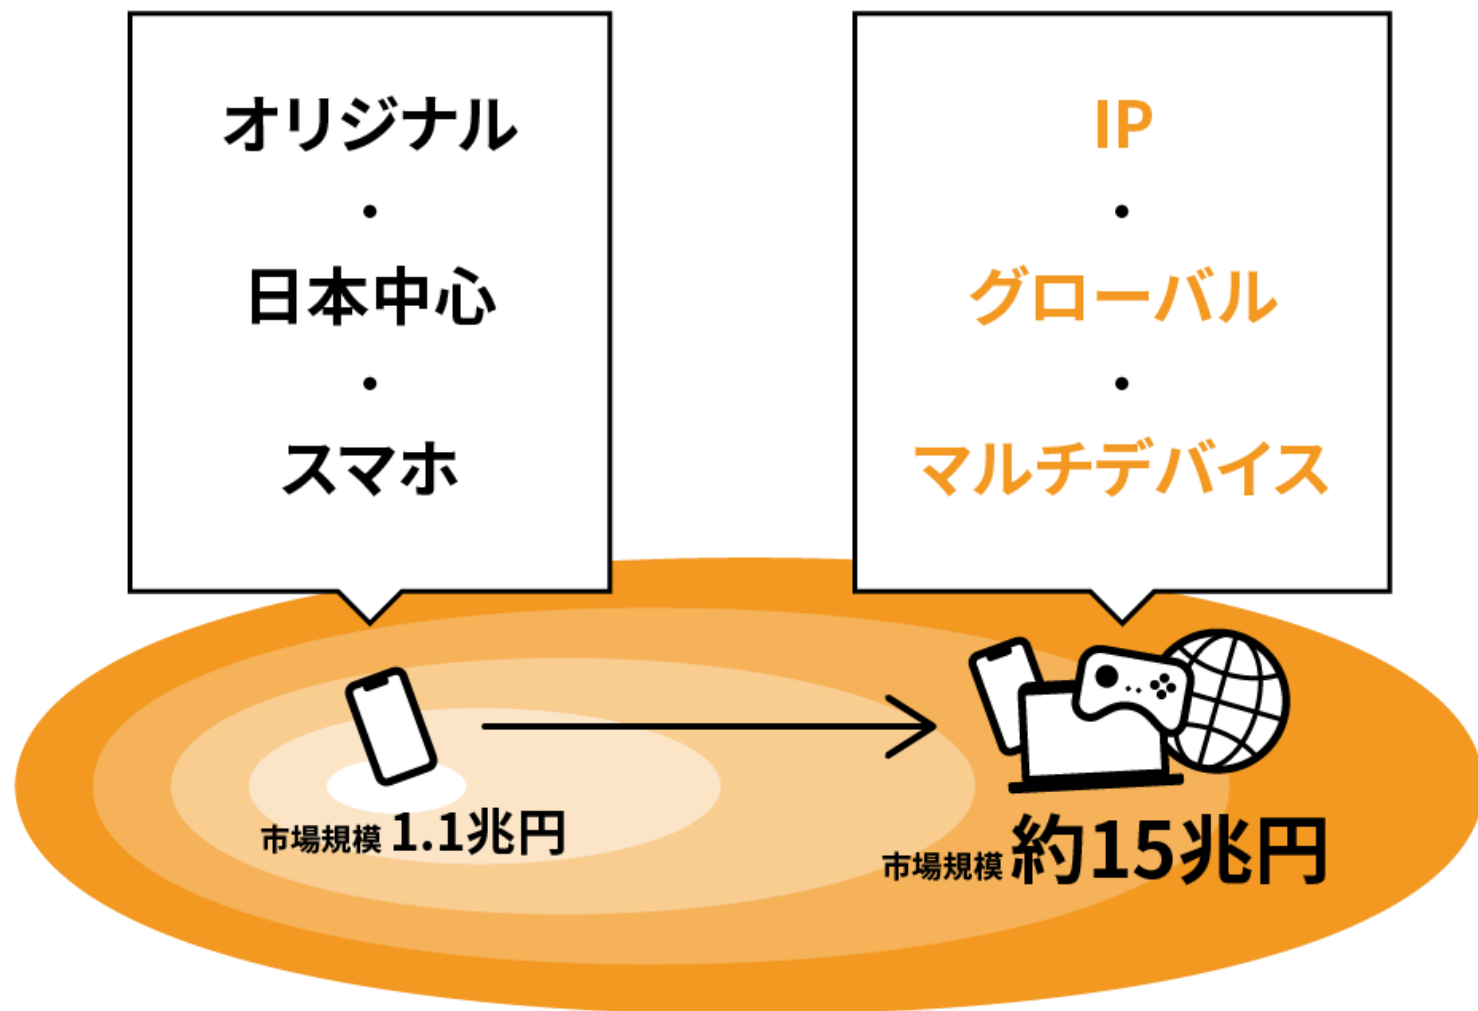 オリジナル
・
日本中心
・
スマホ
IP
・
グローバル
・
マルチデバイス
市場規模 1.1兆円
市場規模 約15兆円